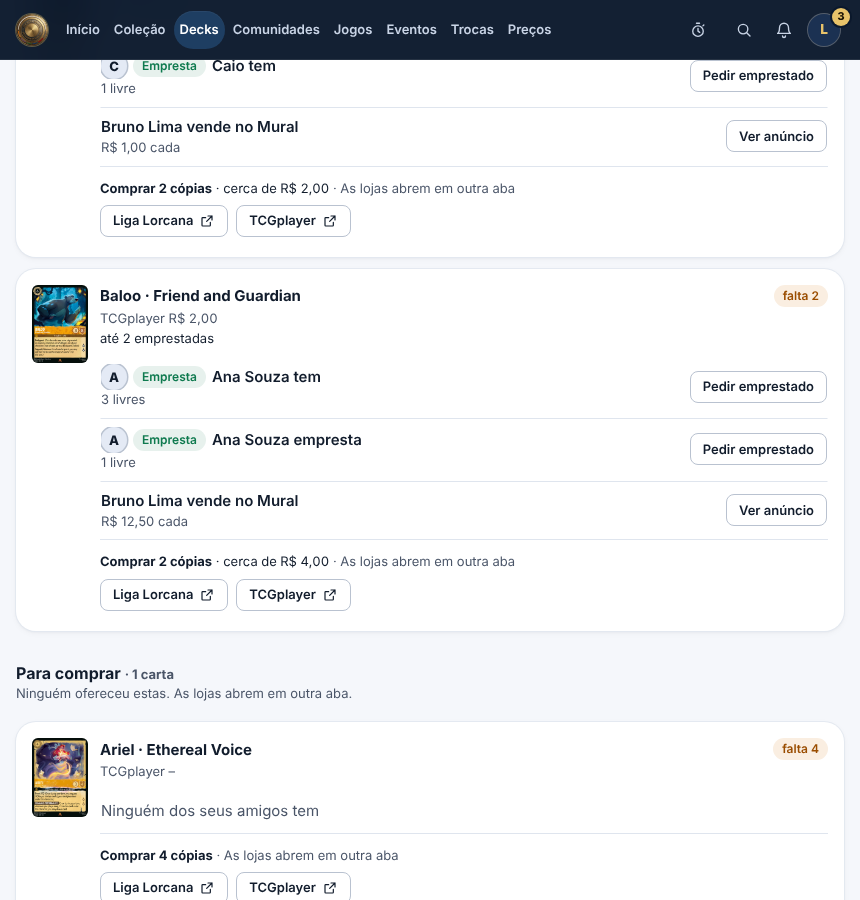 Início Coleção Decks Comunidades Jogos Eventos Trocas Preços L 3
C Empresta Caio tem
1 livre
Pedir emprestado
Bruno Lima vende no Mural
R$ 1,00 cada
Ver anúncio
Comprar 2 cópias · cerca de R$ 2,00 · As lojas abrem em outra aba
Liga Lorcana TCGplayer
Baloo · Friend and Guardian falta 2
TCGplayer R$ 2,00
até 2 emprestadas
A Empresta Ana Souza tem
3 livres
Pedir emprestado
A Empresta Ana Souza empresta
1 livre
Pedir emprestado
Bruno Lima vende no Mural
R$ 12,50 cada
Ver anúncio
Comprar 2 cópias · cerca de R$ 4,00 · As lojas abrem em outra aba
Liga Lorcana TCGplayer
Para comprar · 1 carta
Ninguém ofereceu estas. As lojas abrem em outra aba.
Ariel · Ethereal Voice falta 4
TCGplayer –
Ninguém dos seus amigos tem
Comprar 4 cópias · As lojas abrem em outra aba
Liga Lorcana TCGplayer